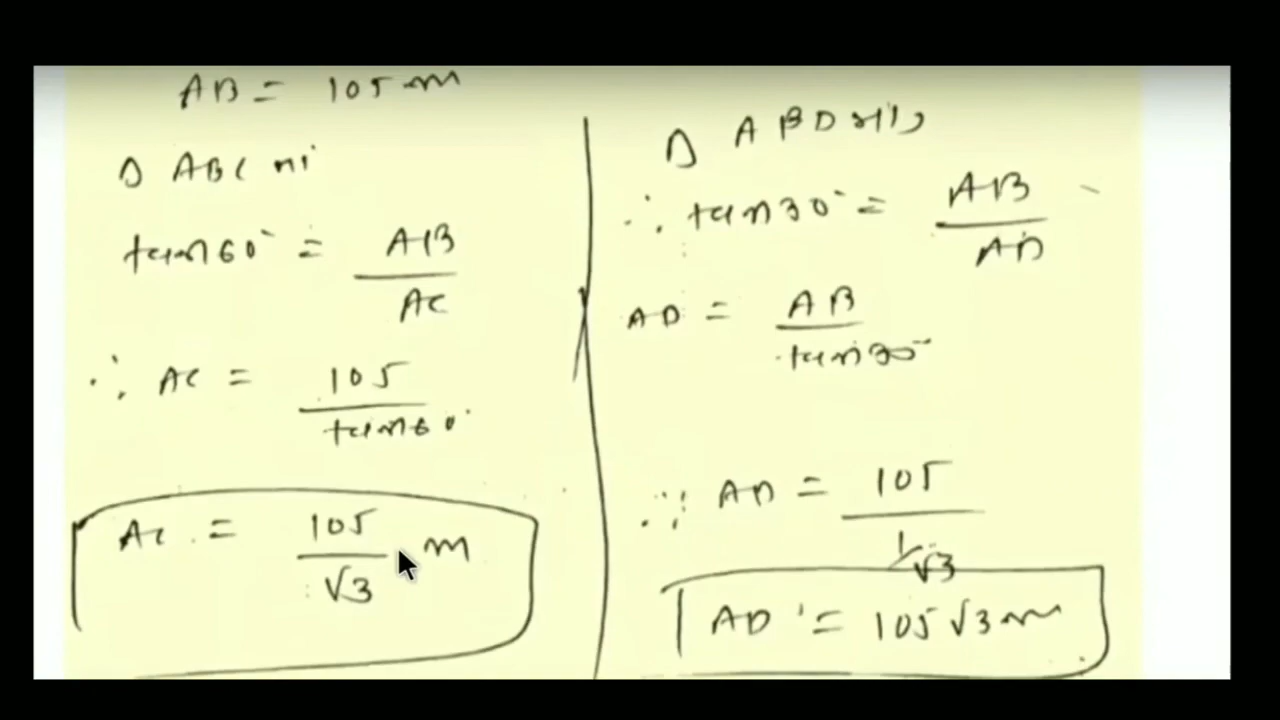 AB = 105 m
Δ ABC ni
tan60° = AB/AC
∴ AC = 105/tan60°
AC = 105/√3 m
Δ ABD
∴ tan30° = AB/AD
AD = AB/tan30°
∴ AD = 105/1/√3
AD = 105√3 m